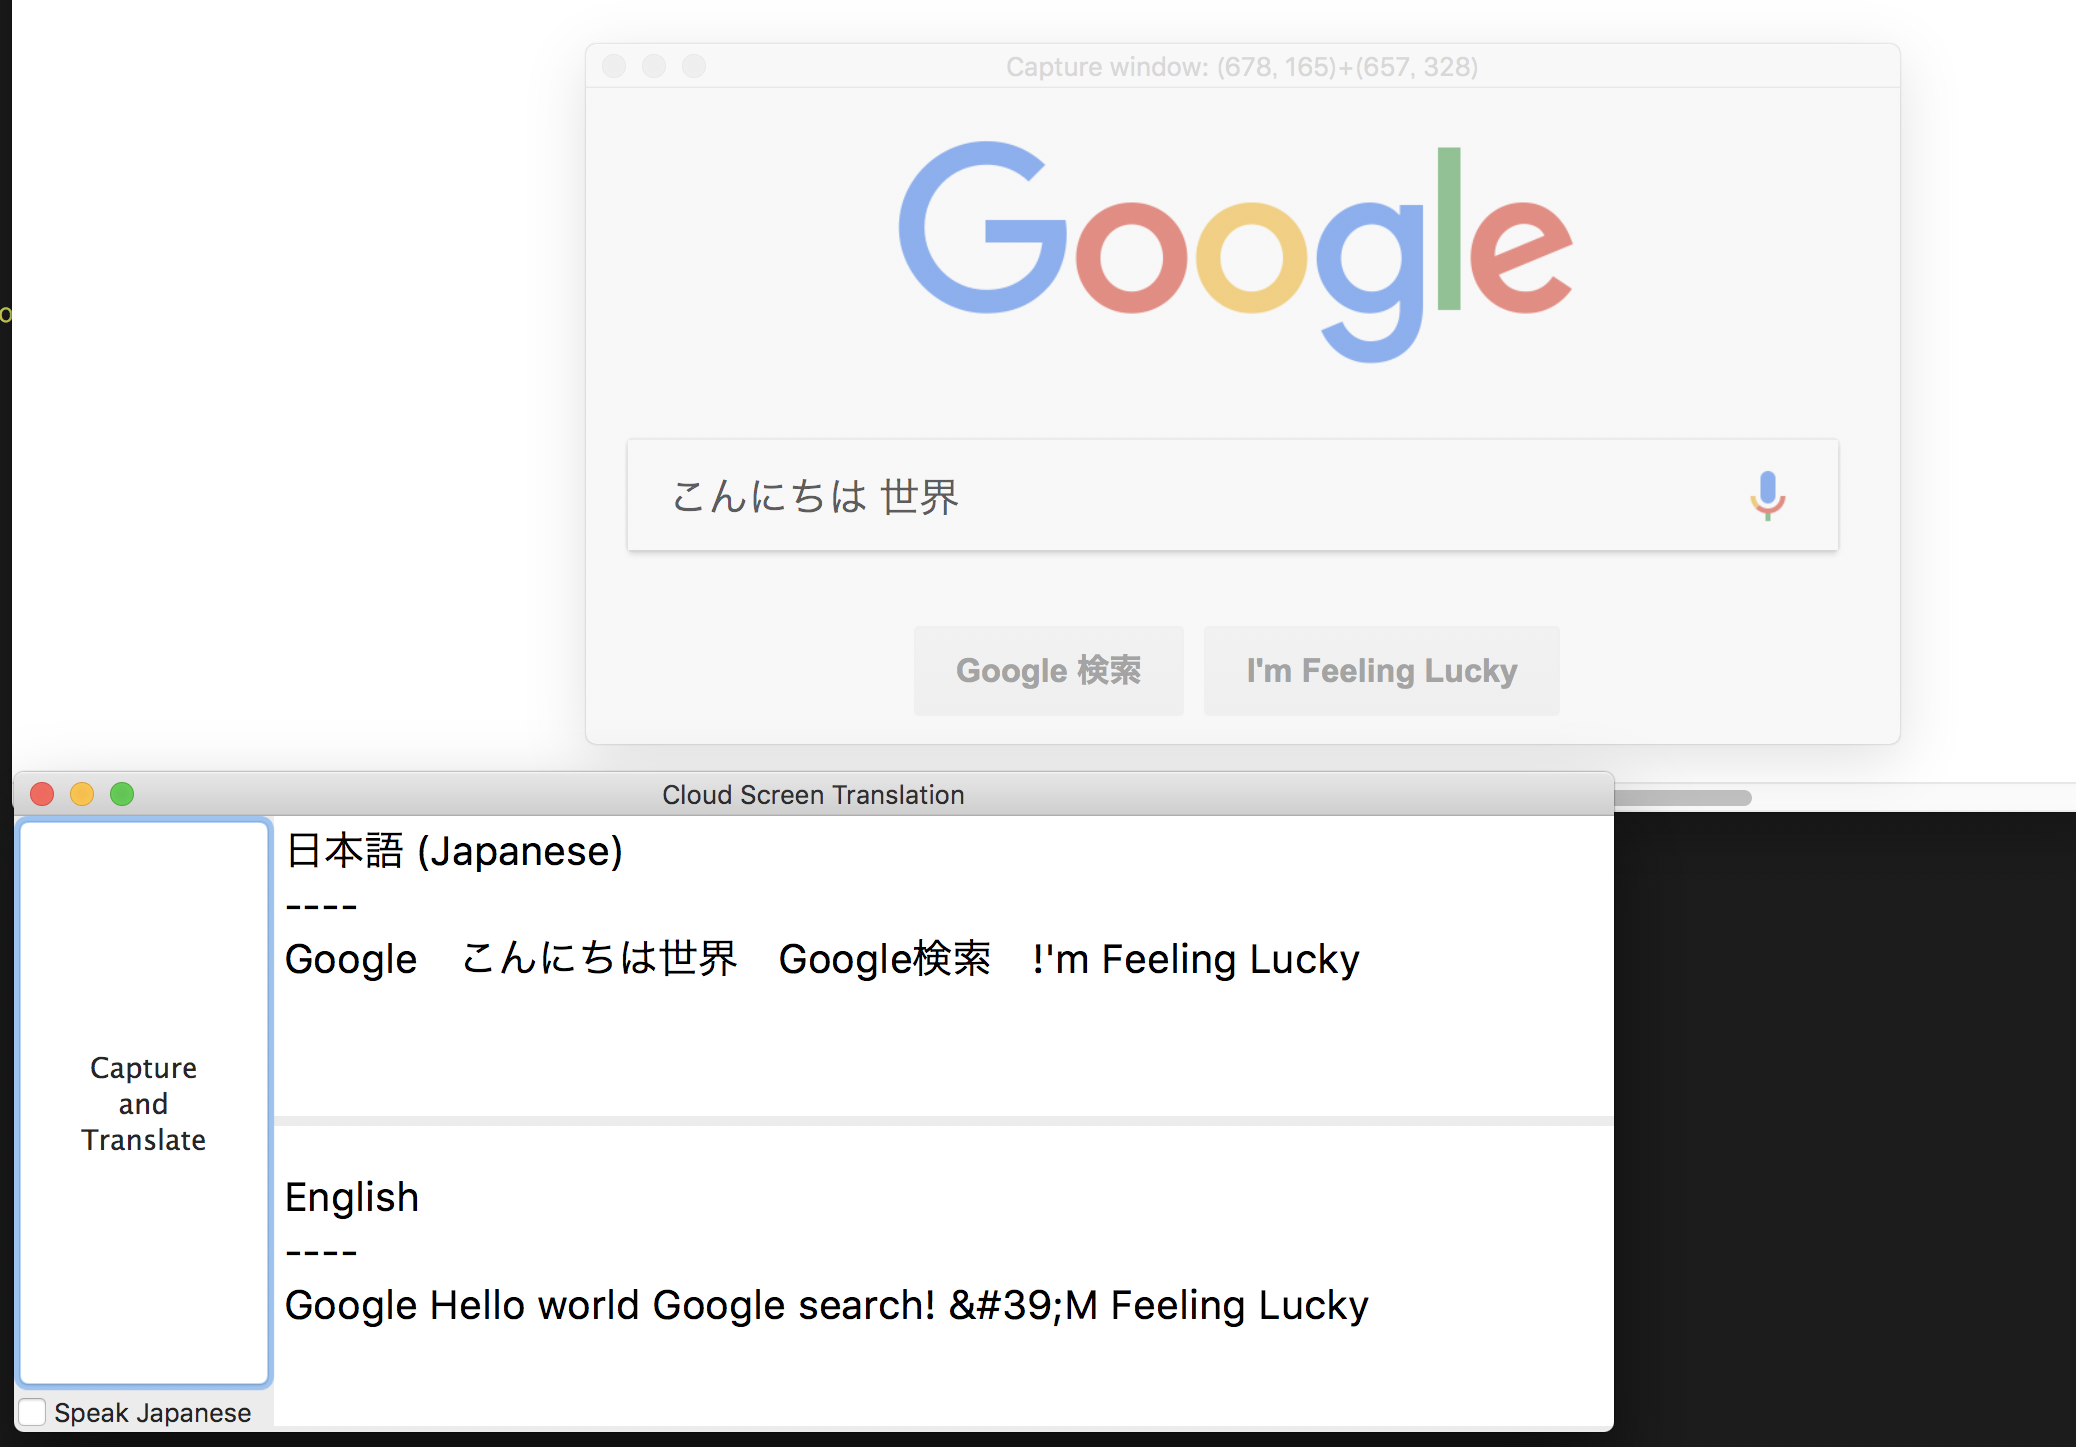 Capture window: (678, 165)+(657, 328)
Google
こんにちは 世界
Google 検索 I'm Feeling Lucky
o
Cloud Screen Translation
日本語 (Japanese)
----
Google　こんにちは世界　Google検索　!'m Feeling Lucky
Capture
and
Translate
English
----
Google Hello world Google search! &#39;M Feeling Lucky
Speak Japanese